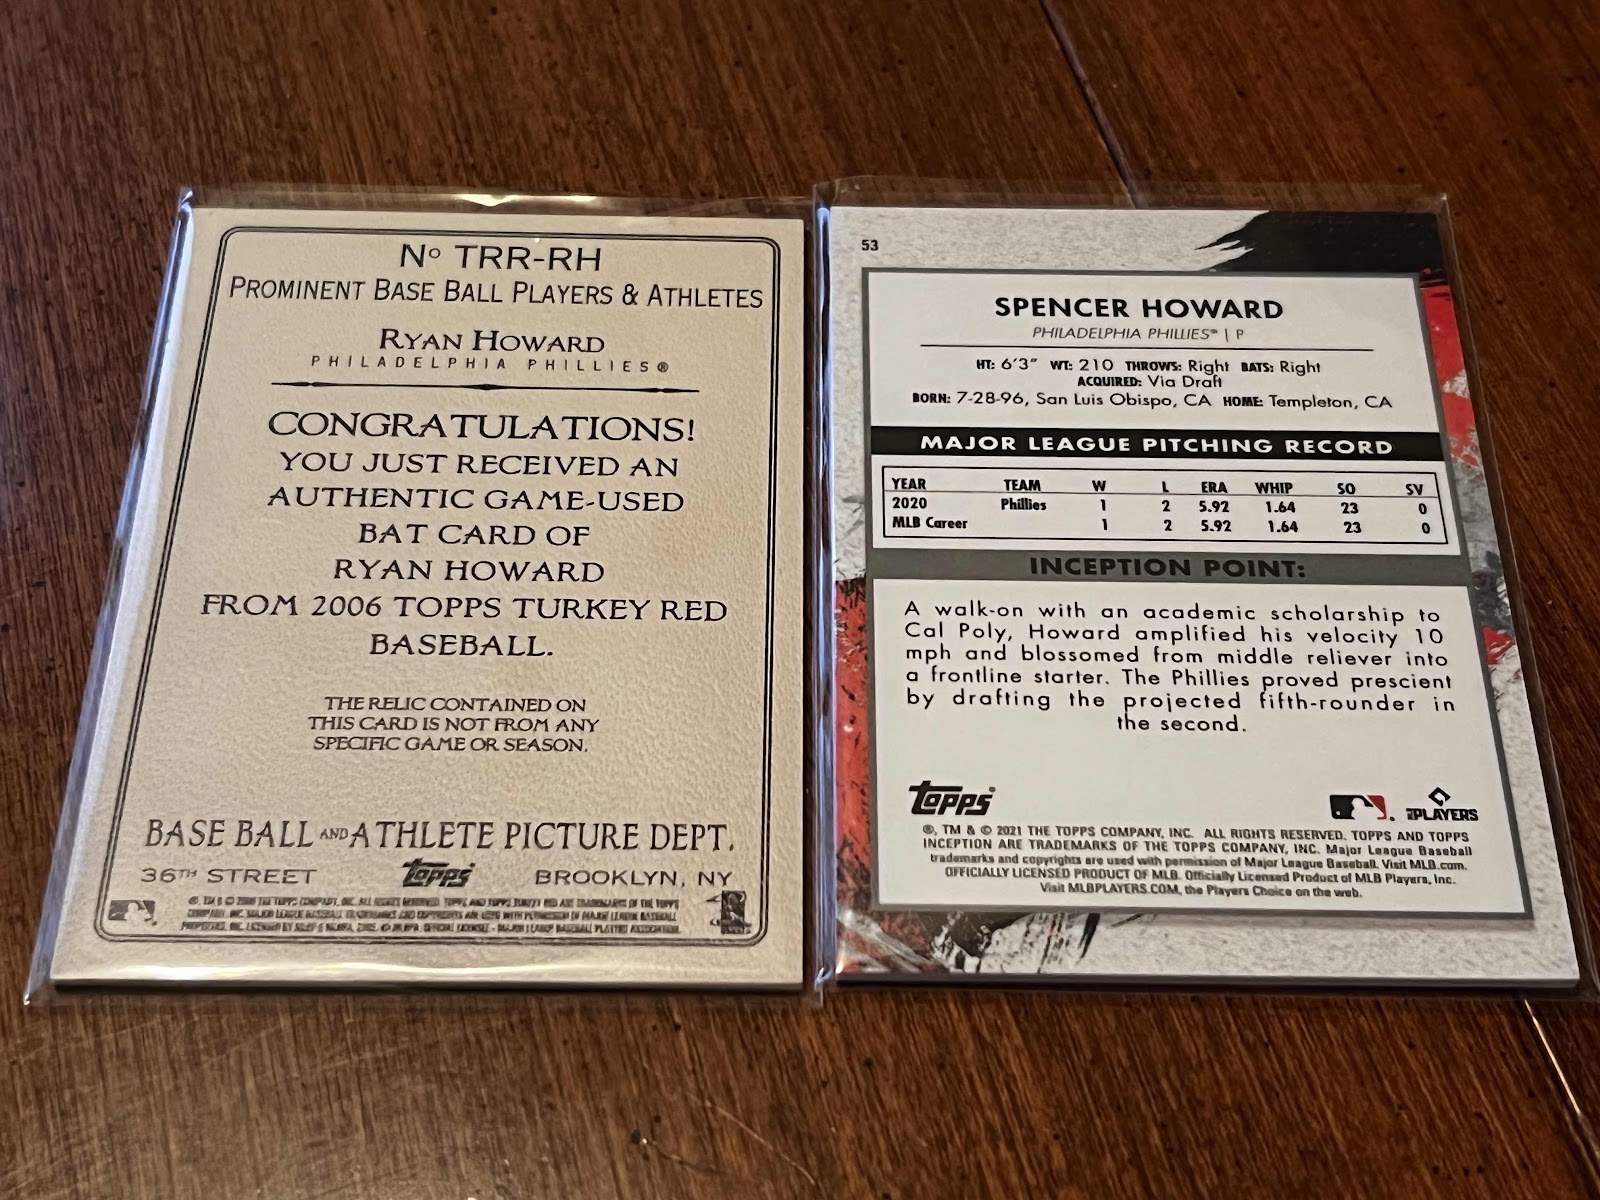 Nº TRR-RH
PROMINENT BASE BALL PLAYERS & ATHLETES
RYAN HOWARD
PHILADELPHIA PHILLIES®
CONGRATULATIONS!
YOU JUST RECEIVED AN
AUTHENTIC GAME-USED
BAT CARD OF
RYAN HOWARD
FROM 2006 TOPPS TURKEY RED
BASEBALL.
THE RELIC CONTAINED ON
THIS CARD IS NOT FROM ANY
SPECIFIC GAME OR SEASON.
BASE BALL AND ATHLETE PICTURE DEPT.
36TH STREET Topps BROOKLYN, NY
53
SPENCER HOWARD
PHILADELPHIA PHILLIES™ | P
HT: 6'3" WT: 210 THROWS: Right BATS: Right
ACQUIRED: Via Draft
BORN: 7-28-96, San Luis Obispo, CA HOME: Templeton, CA
MAJOR LEAGUE PITCHING RECORD
YEAR TEAM W L ERA WHIP SO SV
2020 Phillies 1 2 5.92 1.64 23 0
MLB Career 1 2 5.92 1.64 23 0
INCEPTION POINT:
A walk-on with an academic scholarship to
Cal Poly, Howard amplified his velocity 10
mph and blossomed from middle reliever into
a frontline starter. The Phillies proved prescient
by drafting the projected fifth-rounder in
the second.
Topps PLAYERS
®, TM & © 2021 THE TOPPS COMPANY, INC. ALL RIGHTS RESERVED. TOPPS AND TOPPS
INCEPTION ARE TRADEMARKS OF THE TOPPS COMPANY, INC. Major League Baseball
trademarks and copyrights are used with permission of Major League Baseball. Visit MLB.com.
OFFICIALLY LICENSED PRODUCT OF MLB. Officially Licensed Product of MLB Players, Inc.
Visit MLBPLAYERS.COM, the Players Choice on the web.